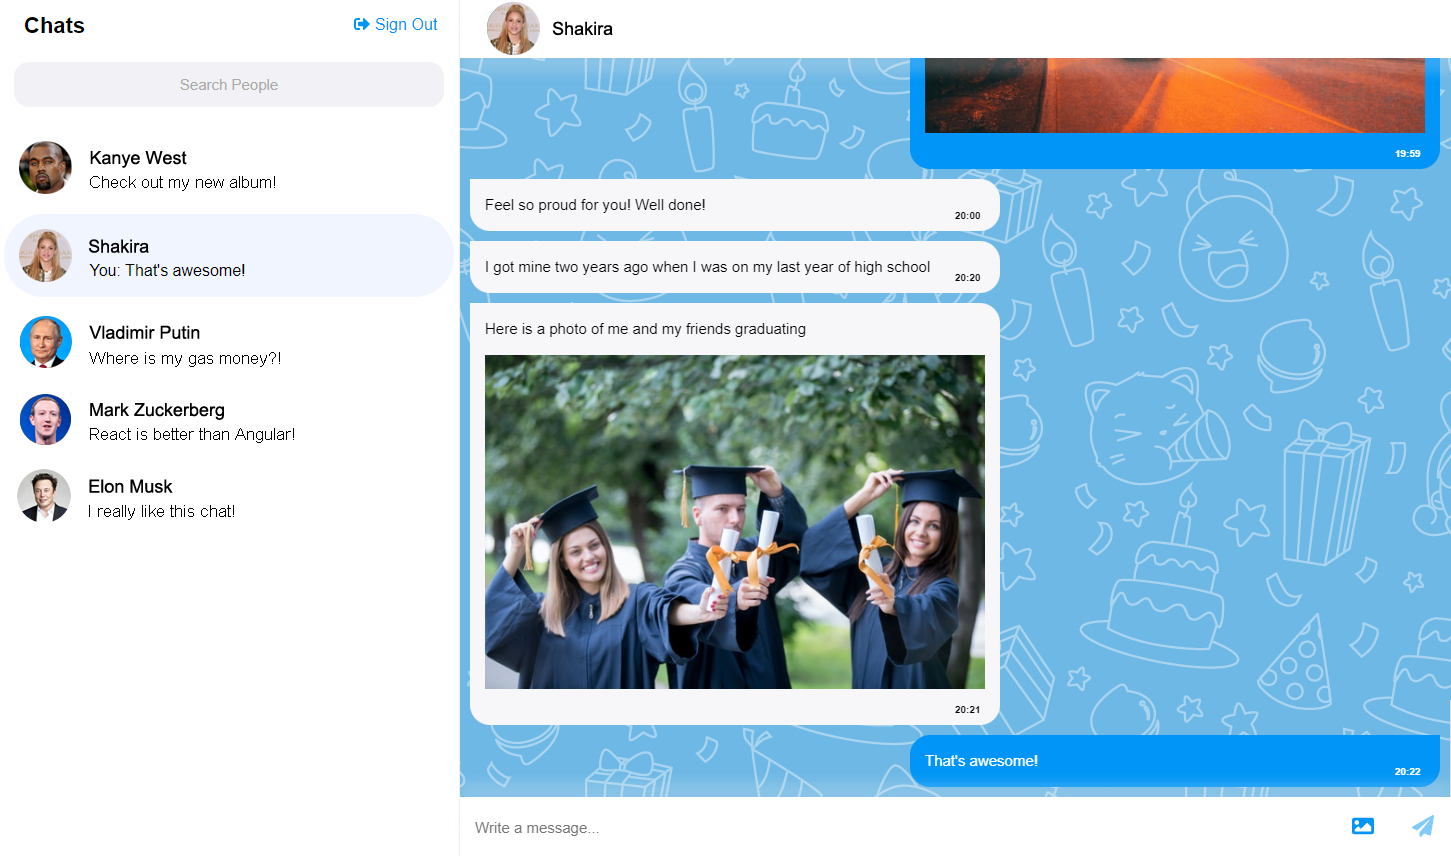 Chats
Sign Out
Search People
Kanye West
Check out my new album!
Shakira
You: That's awesome!
Vladimir Putin
Where is my gas money?!
Mark Zuckerberg
React is better than Angular!
Elon Musk
I really like this chat!
Shakira
19:59
Feel so proud for you! Well done!
20:00
I got mine two years ago when I was on my last year of high school
20:20
Here is a photo of me and my friends graduating
20:21
That's awesome!
20:22
Write a message...